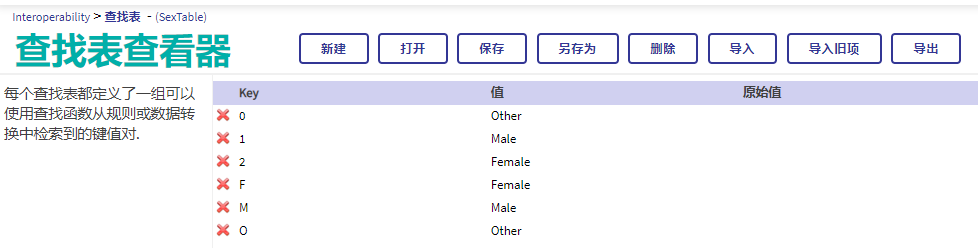 Interoperability > 查找表 - (SexTable)
查找表查看器
新建 打开 保存 另存为 删除 导入 导入旧项 导出
每个查找表都定义了一组可以
使用查找函数从规则或数据转
换中检索到的键值对.
Key 值 原始值
0 Other
1 Male
2 Female
F Female
M Male
O Other